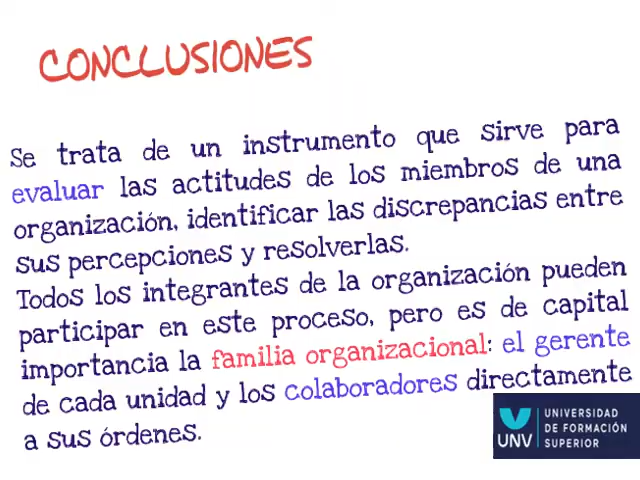 CONCLUSIONES
Se trata de un instrumento que sirve para
evaluar las actitudes de los miembros de una
organización, identificar las discrepancias entre
sus percepciones y resolverlas.
Todos los integrantes de la organización pueden
participar en este proceso, pero es de capital
importancia la familia organizacional: el gerente
de cada unidad y los colaboradores directamente
a sus órdenes.
UNV
UNIVERSIDAD
DE FORMACIÓN
SUPERIOR